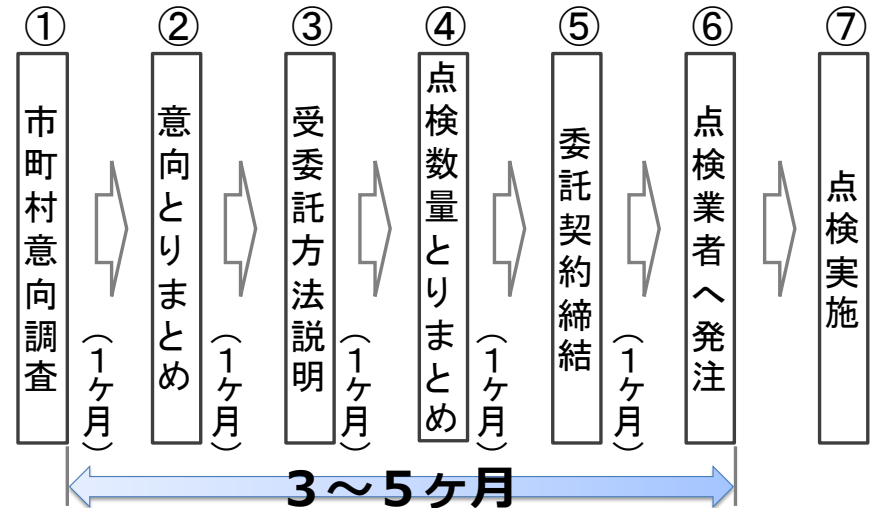 ①
市町村意向調査
(1ヶ月)
②
意向とりまとめ
(1ヶ月)
③
受委託方法説明
(1ヶ月)
④
点検数量とりまとめ
(1ヶ月)
⑤
委託契約締結
(1ヶ月)
⑥
点検業者へ発注
⑦
点検実施
3～5ヶ月